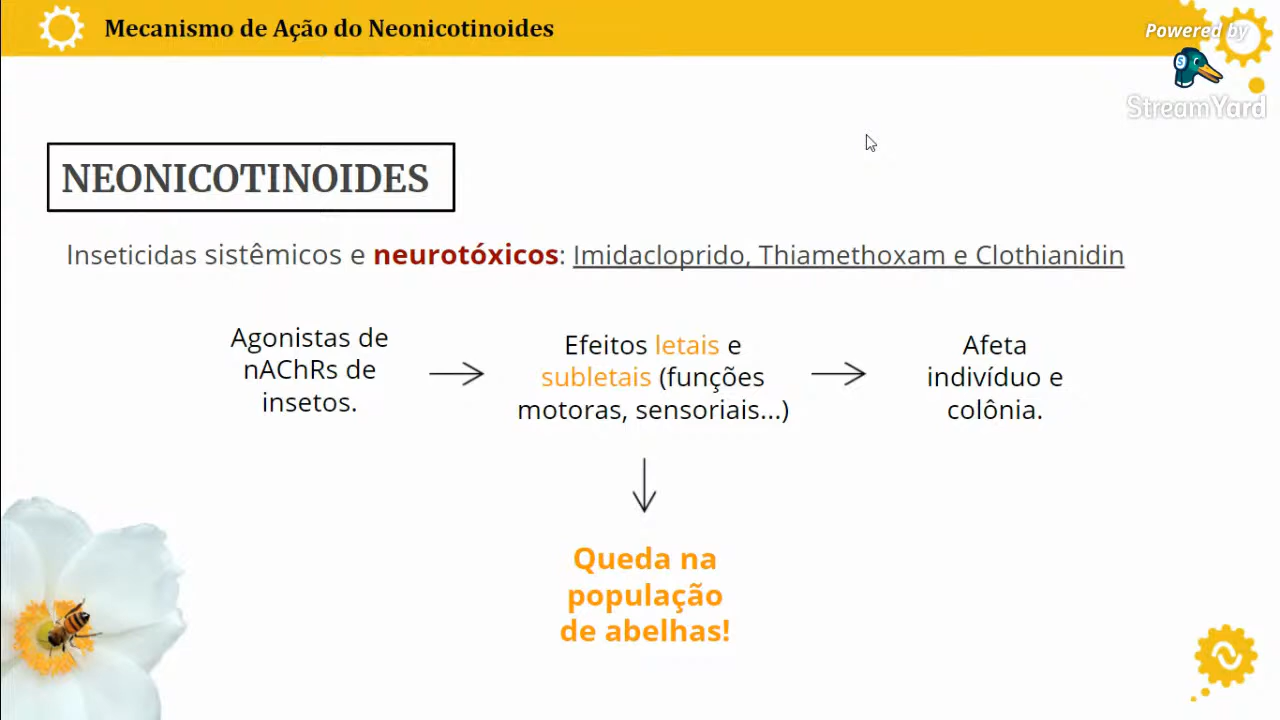 Mecanismo de Ação do Neonicotinoides
Powered by
S
StreamYard
NEONICOTINOIDES
Inseticidas sistêmicos e neurotóxicos: Imidacloprido, Thiamethoxam e Clothianidin
Agonistas de
nAChRs de
insetos.
Efeitos letais e
subletais (funções
motoras, sensoriais...)
Afeta
indivíduo e
colônia.
Queda na
população
de abelhas!